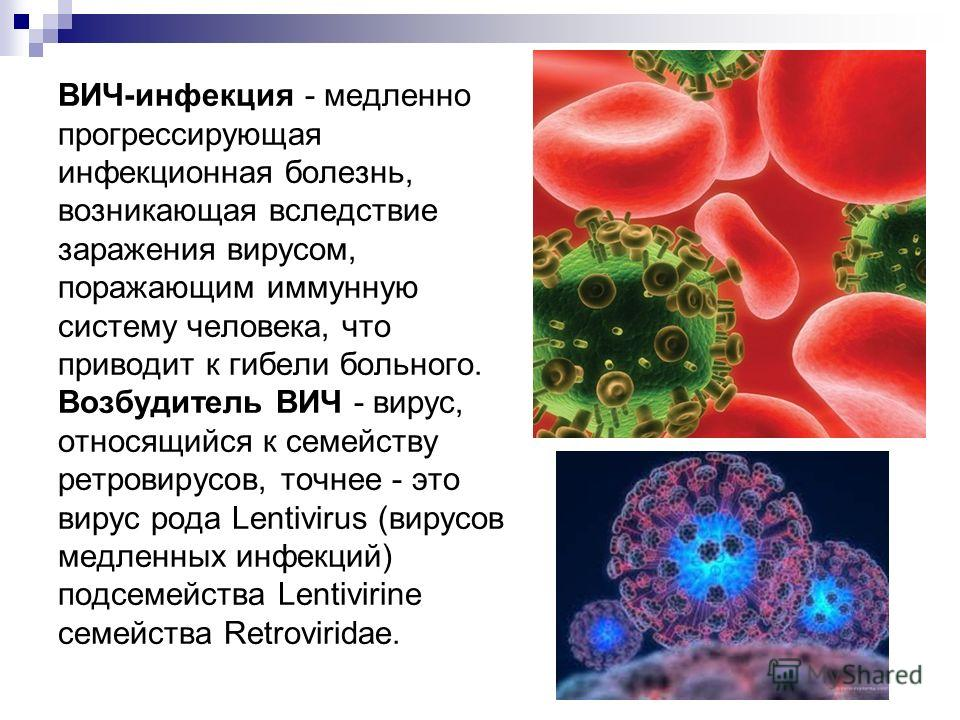 ВИЧ-инфекция - медленно
прогрессирующая
инфекционная болезнь,
возникающая вследствие
заражения вирусом,
поражающим иммунную
систему человека, что
приводит к гибели больного.
Возбудитель ВИЧ - вирус,
относящийся к семейству
ретровирусов, точнее - это
вирус рода Lentivirus (вирусов
медленных инфекций)
подсемейства Lentivirine
семейства Retroviridae.
MyShared